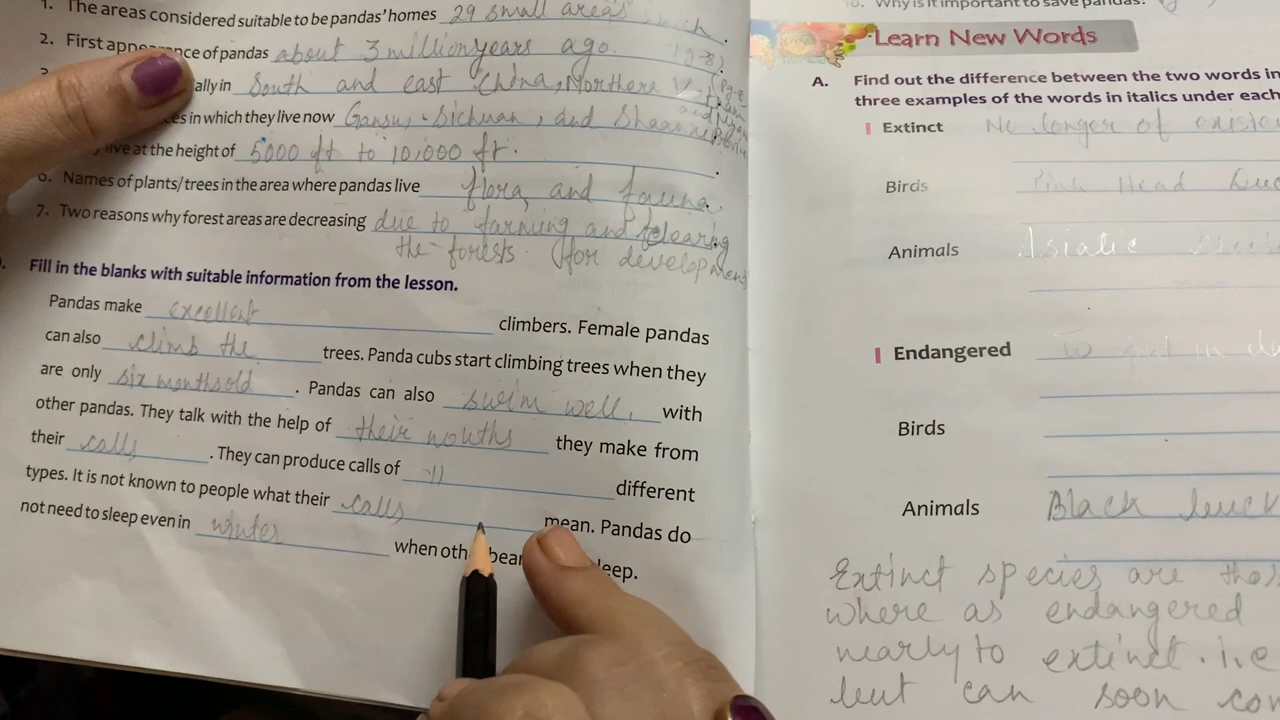 1. The areas considered suitable to be pandas' homes 29 small areas
2. First appearance of pandas about 3 million years ago. (Pg-8)
ally in South and east China, Northern
es in which they live now Gansu, Sichuan, and Shaanxi
live at the height of 5000 ft to 10,000 ft.
6. Names of plants/trees in the area where pandas live flora, and fauna.
7. Two reasons why forest areas are decreasing due to farming and clearing
the forests. (for development
Fill in the blanks with suitable information from the lesson.
Pandas make excellent climbers. Female pandas
can also climb the trees. Panda cubs start climbing trees when they
are only six months old. Pandas can also swim well, with
other pandas. They talk with the help of their mouths they make from
their calls. They can produce calls of 11 different
types. It is not known to people what their calls mean. Pandas do
not need to sleep even in winter when oth bear leep.
10. Why is it important to save pandas?
Learn New Words
A. Find out the difference between the two words in
three examples of the words in italics under each
Extinct No longer of
Birds Pink Head
Animals Asiatic
Endangered
Birds
Animals Black buck
Extinct species are thos
where as endangered
nearly to extinct. i.e
but can soon